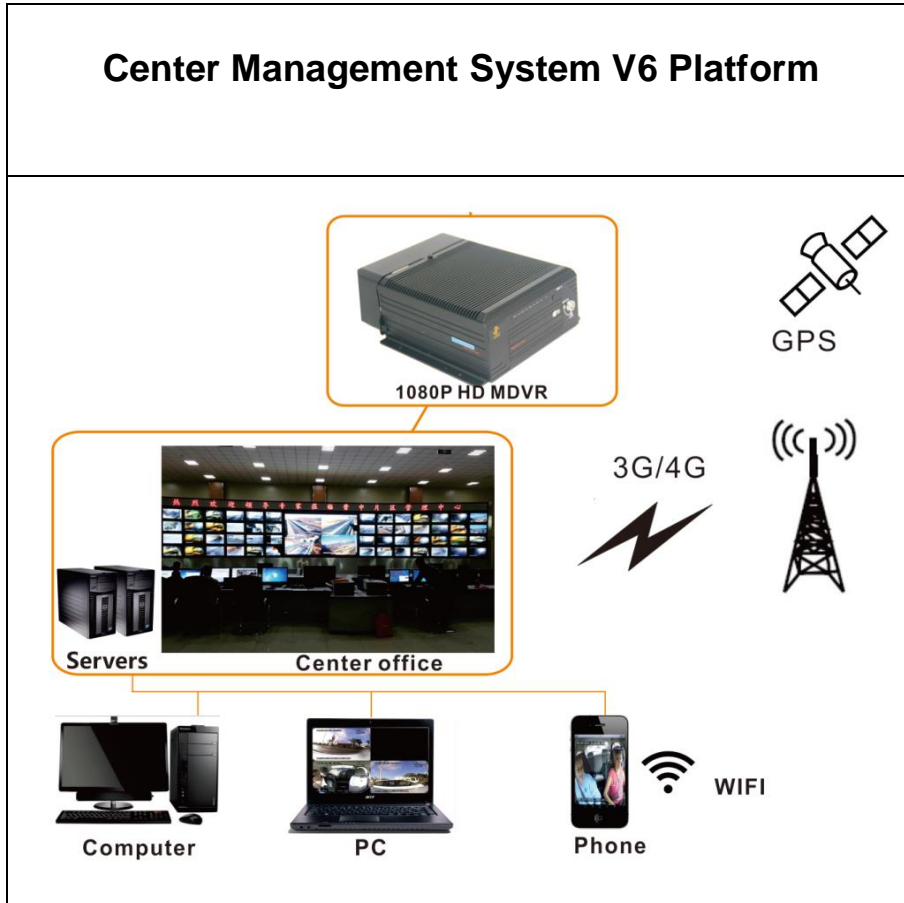 Center Management System V6 Platform
1080P HD MDVR
GPS
3G/4G
Servers
Center office
Computer
PC
Phone
WIFI